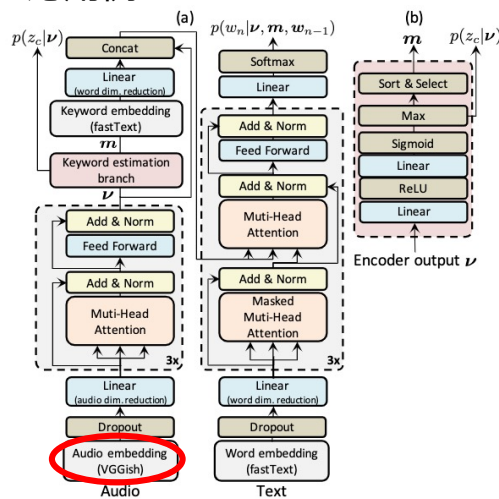 (a)
p(z_c|ν)
Concat
Linear
(word dim. reduction)
Keyword embedding
(fastText)
m
Keyword estimation
branch
ν
Add & Norm
Feed Forward
Add & Norm
Muti-Head
Attention
3x
Linear
(audio dim.reduction)
Dropout
Audio embedding
(VGGish)
Audio
p(w_n|ν, m, w_{n-1})
Softmax
Linear
Add & Norm
Feed Forward
Add & Norm
Muti-Head
Attention
Add & Norm
Masked
Muti-Head
Attention
3x
Linear
(word dim. reduction)
Dropout
Word embedding
(fastText)
Text
(b)
m
p(z_c|ν)
Sort & Select
Max
Sigmoid
Linear
ReLU
Linear
Encoder output ν